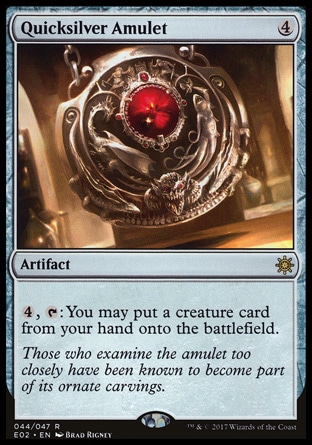 Quicksilver Amulet 4
Artifact
4, T: You may put a creature card
from your hand onto the battlefield.
Those who examine the amulet too
closely have been known to become part
of its ornate carvings.
044/047 R
E02 • EN BRAD RIGNEY
™ & © 2017 Wizards of the Coast